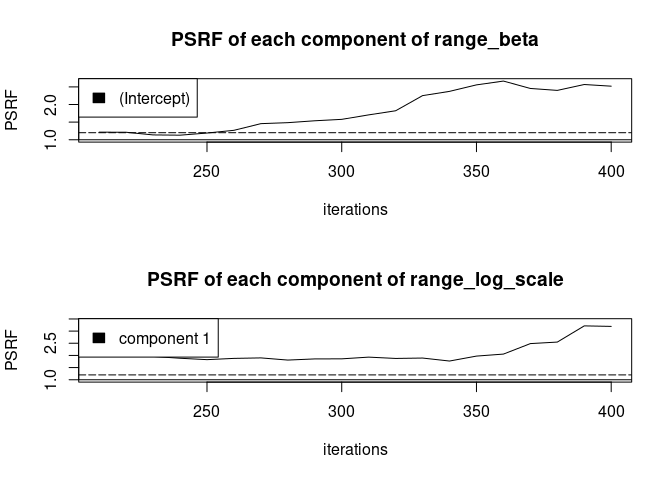 PSRF of each component of range_beta
PSRF
2.0
1.0
(Intercept)
250 300 350 400
iterations
PSRF of each component of range_log_scale
PSRF
2.5
1.0
component 1
250 300 350 400
iterations